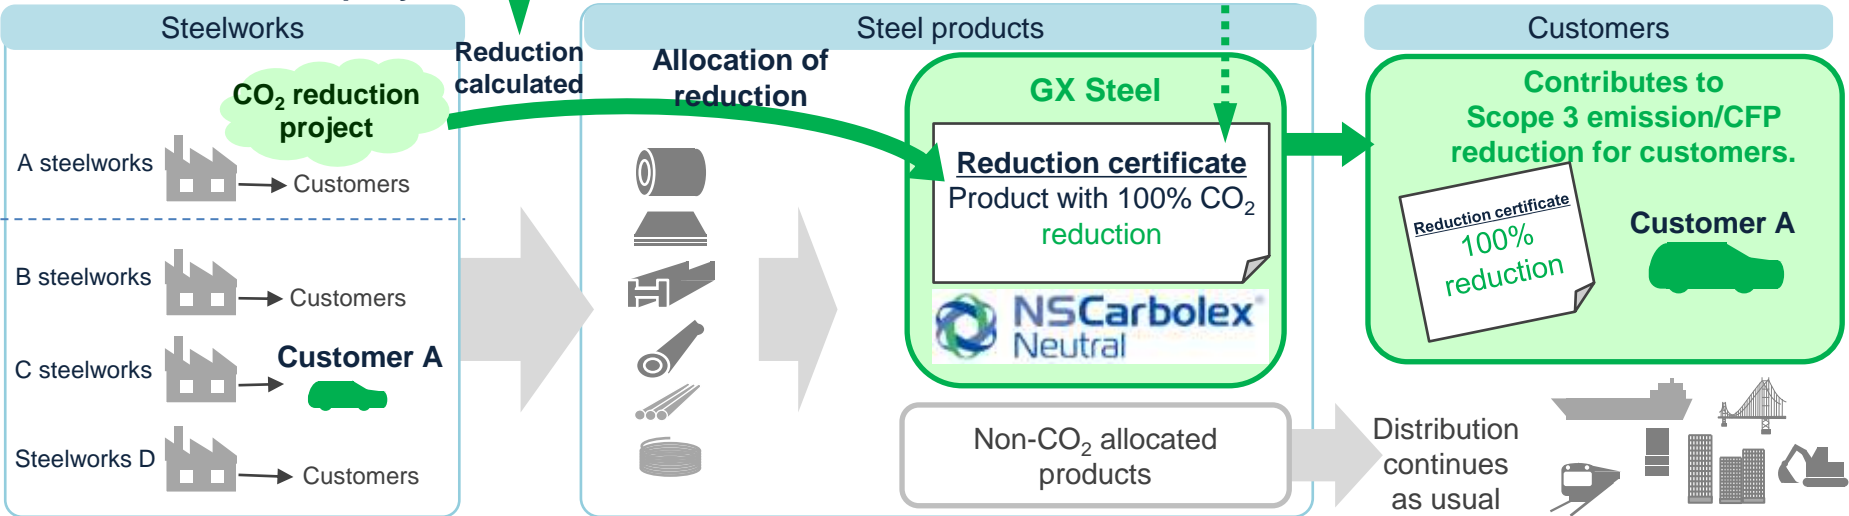 Steelworks
Steel products
Customers
Reduction
calculated
CO₂ reduction
project
A steelworks
Customers
B steelworks
Customers
C steelworks
Customer A
Steelworks D
Customers
Allocation of
reduction
GX Steel
Reduction certificate
Product with 100% CO₂
reduction
NSCarbolex®
Neutral
Non-CO₂ allocated
products
Contributes to
Scope 3 emission/CFP
reduction for customers.
Reduction certificate
100%
reduction
Customer A
Distribution
continues
as usual